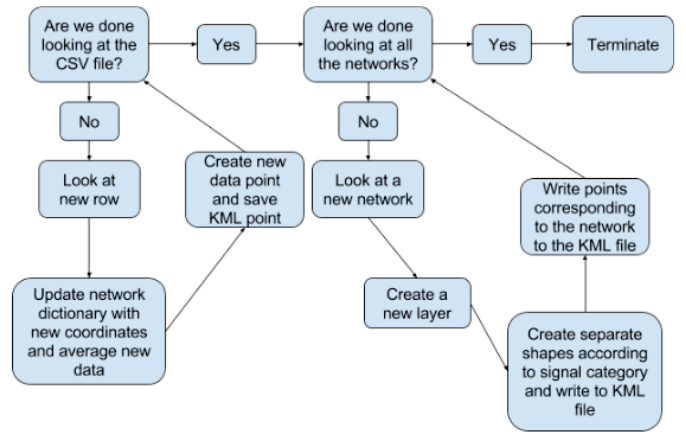 Are we done
looking at the
CSV file?
Yes
Are we done
looking at all
the networks?
Yes
Terminate
No
No
Look at
new row
Create new
data point
and save
KML point
Look at a
new network
Write points
corresponding
to the network
to the KML file
Update network
dictionary with
new coordinates
and average new
data
Create a
new layer
Create separate
shapes according
to signal category
and write to KML
file